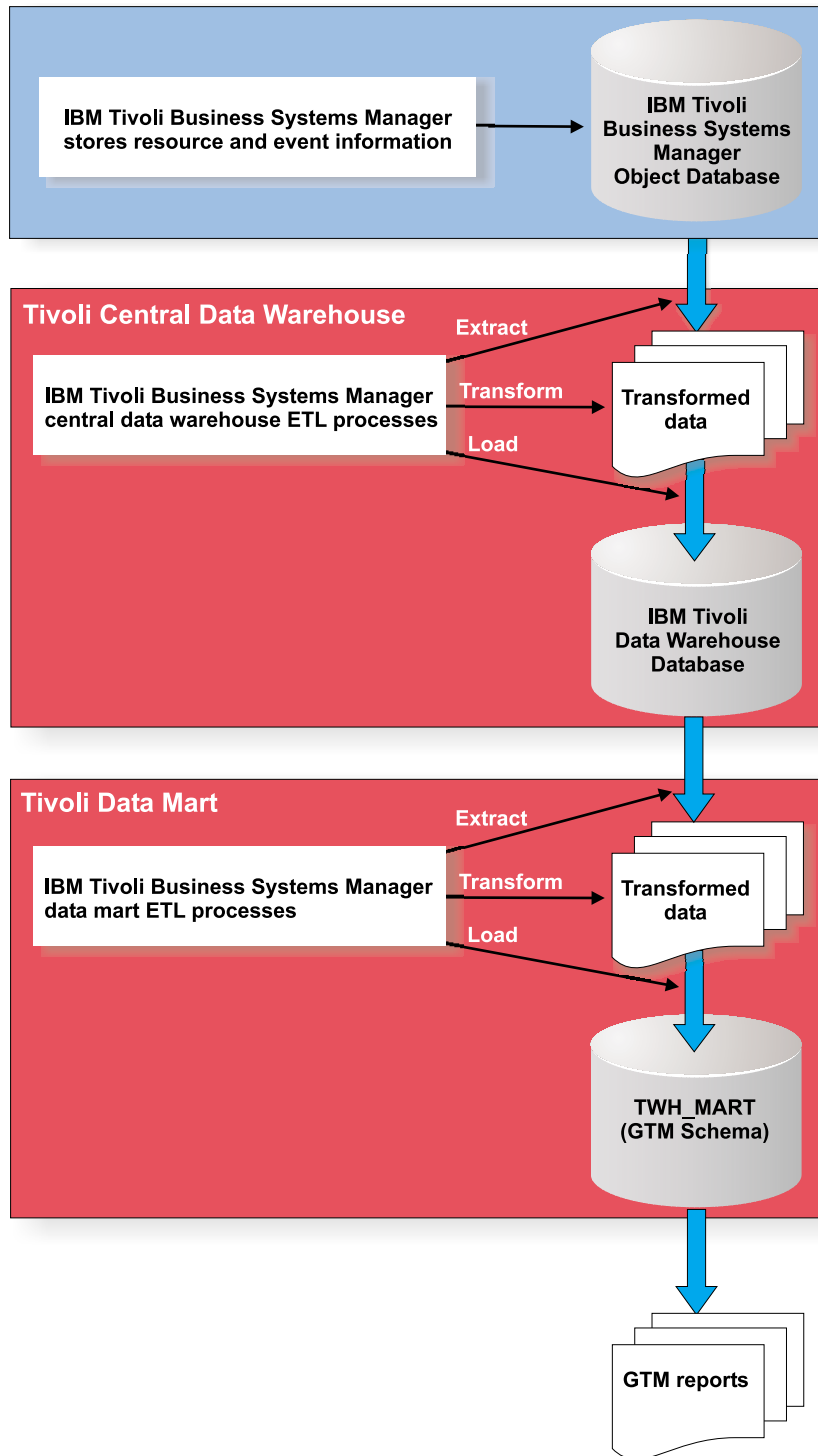 IBM Tivoli Business Systems Manager
stores resource and event information
IBM Tivoli
Business Systems
Manager
Object Database
Tivoli Central Data Warehouse
Extract
IBM Tivoli Business Systems Manager
central data warehouse ETL processes
Transform
Load
Transformed
data
IBM Tivoli
Data Warehouse
Database
Tivoli Data Mart
Extract
IBM Tivoli Business Systems Manager
data mart ETL processes
Transform
Load
Transformed
data
TWH_MART
(GTM Schema)
GTM reports